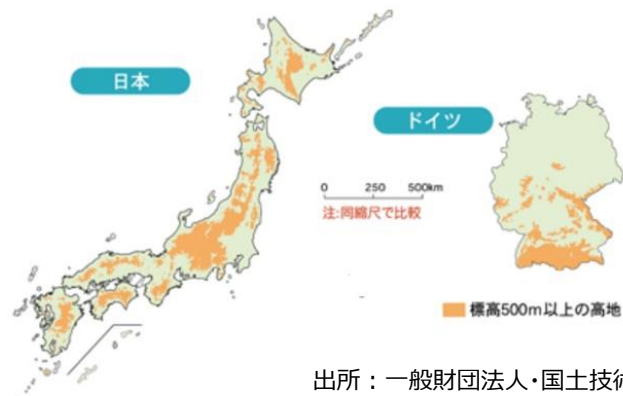 日本
ドイツ
0 250 500km
注:同縮尺で比較
標高500m以上の高地
出所：一般財団法人・国土技術